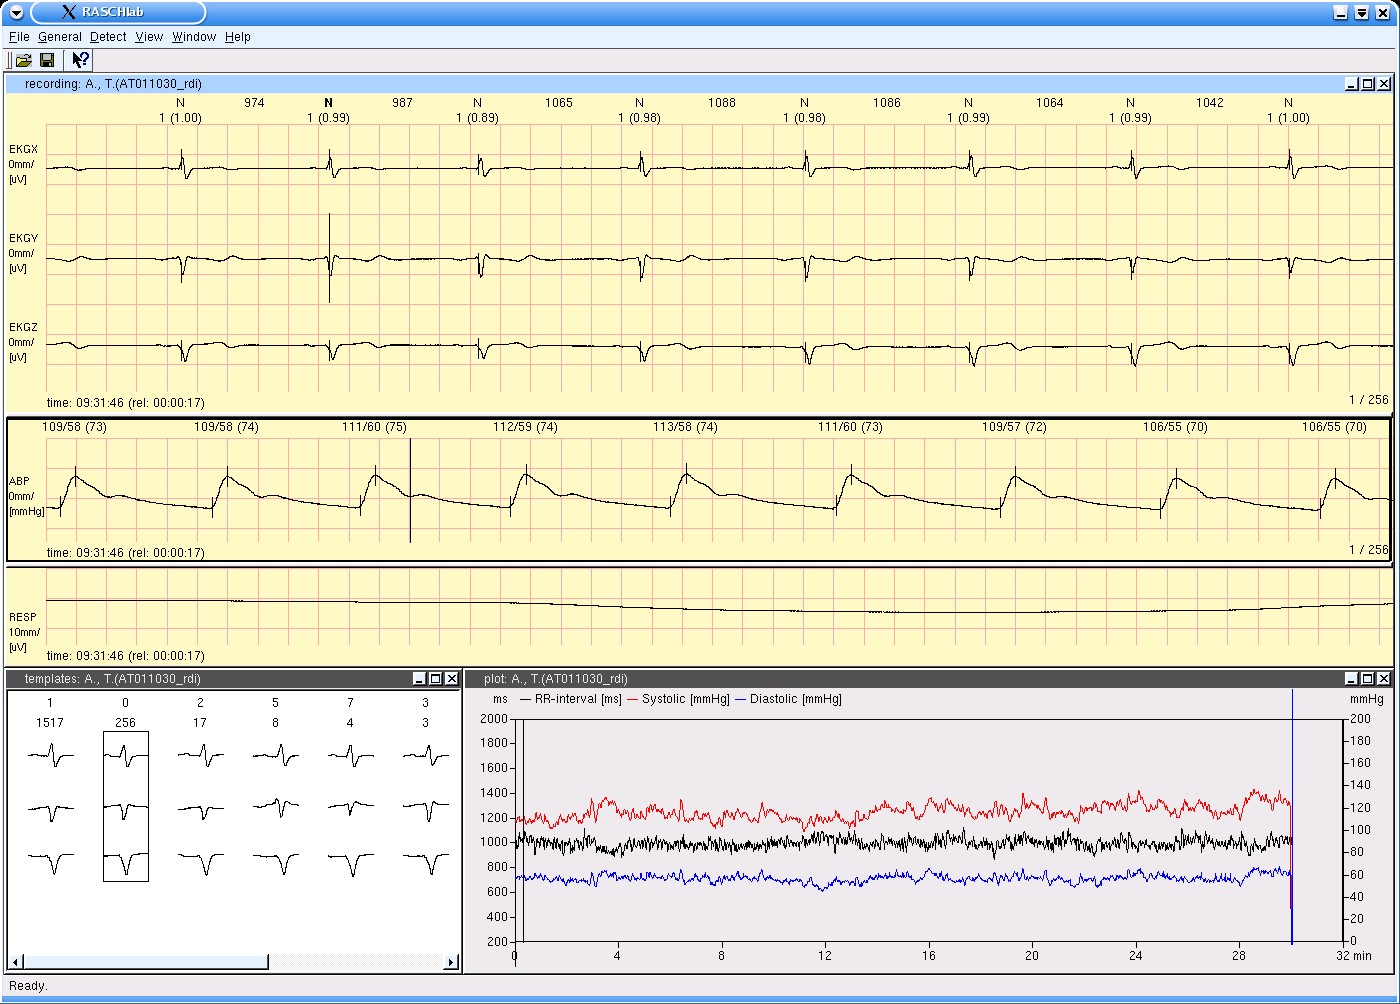 RASCHlab
File General Detect View Window Help
recording: A., T.(AT011030_rdi)
N 974 N 987 N 1065 N 1088 N 1086 N 1064 N 1042 N
1 (1.00) 1 (0.99) 1 (0.89) 1 (0.98) 1 (0.98) 1 (0.99) 1 (0.99) 1 (1.00)
EKGX
0mm/
[uV]
EKGY
0mm/
[uV]
EKGZ
0mm/
[uV]
time: 09:31:46 (rel: 00:00:17) 1 / 256
109/58 (73) 109/58 (74) 111/60 (75) 112/59 (74) 113/58 (74) 111/60 (73) 109/57 (72) 106/55 (70) 106/55 (70)
ABP
0mm/
[mmHg]
time: 09:31:46 (rel: 00:00:17) 1 / 256
RESP
10mm/
[uV]
time: 09:31:46 (rel: 00:00:17)
templates: A., T.(AT011030_rdi)
1 0 2 5 7 3
1517 256 17 8 4 3
plot: A., T.(AT011030_rdi)
ms — RR-interval [ms] — Systolic [mmHg] — Diastolic [mmHg] mmHg
2000 200
1800 180
1600 160
1400 140
1200 120
1000 100
800 80
600 60
400 40
200 20
0
0 4 8 12 16 20 24 28 32 min
Ready.